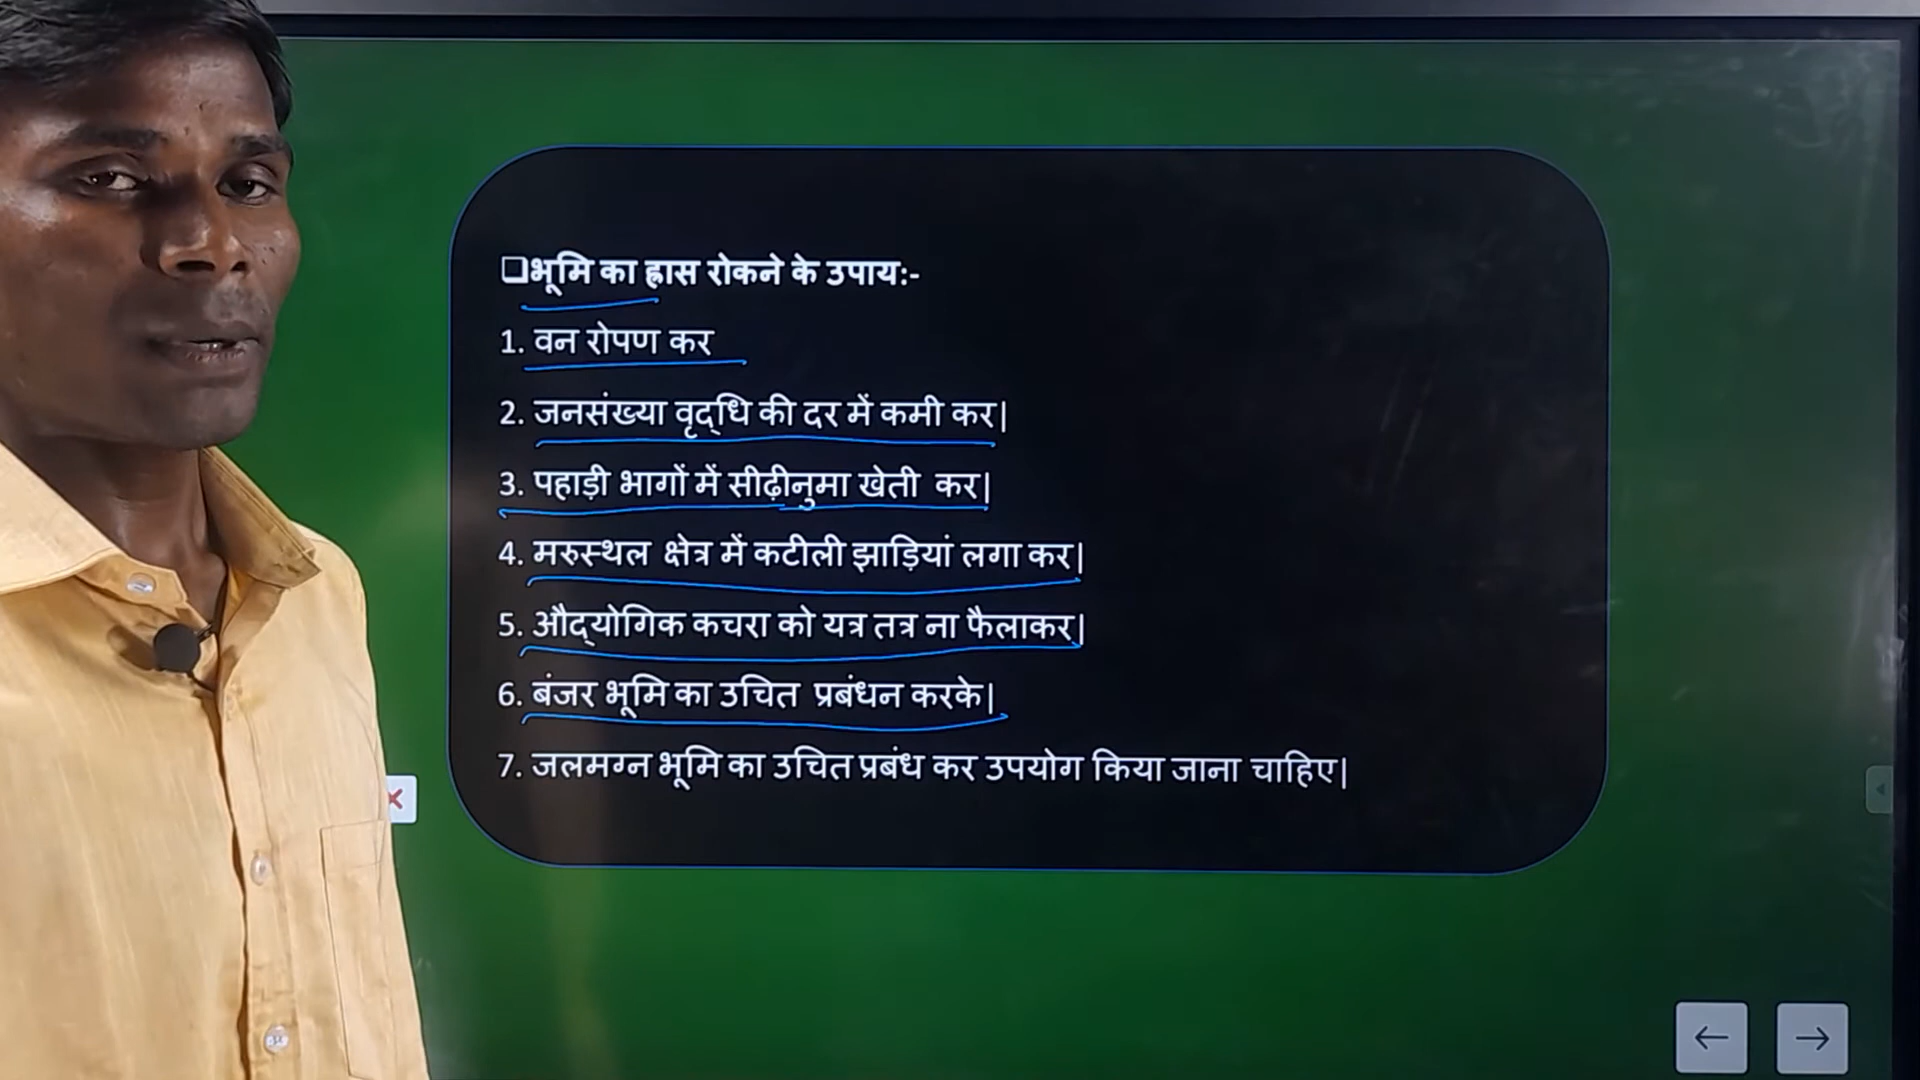 ❑भूमि का ह्रास रोकने के उपाय:-
1. वन रोपण कर
2. जनसंख्या वृद्धि की दर में कमी कर|
3. पहाड़ी भागों में सीढ़ीनुमा खेती कर|
4. मरुस्थल क्षेत्र में कटीली झाड़ियां लगा कर|
5. औद्योगिक कचरा को यत्र तत्र ना फैलाकर|
6. बंजर भूमि का उचित प्रबंधन करके|
7. जलमग्न भूमि का उचित प्रबंध कर उपयोग किया जाना चाहिए|